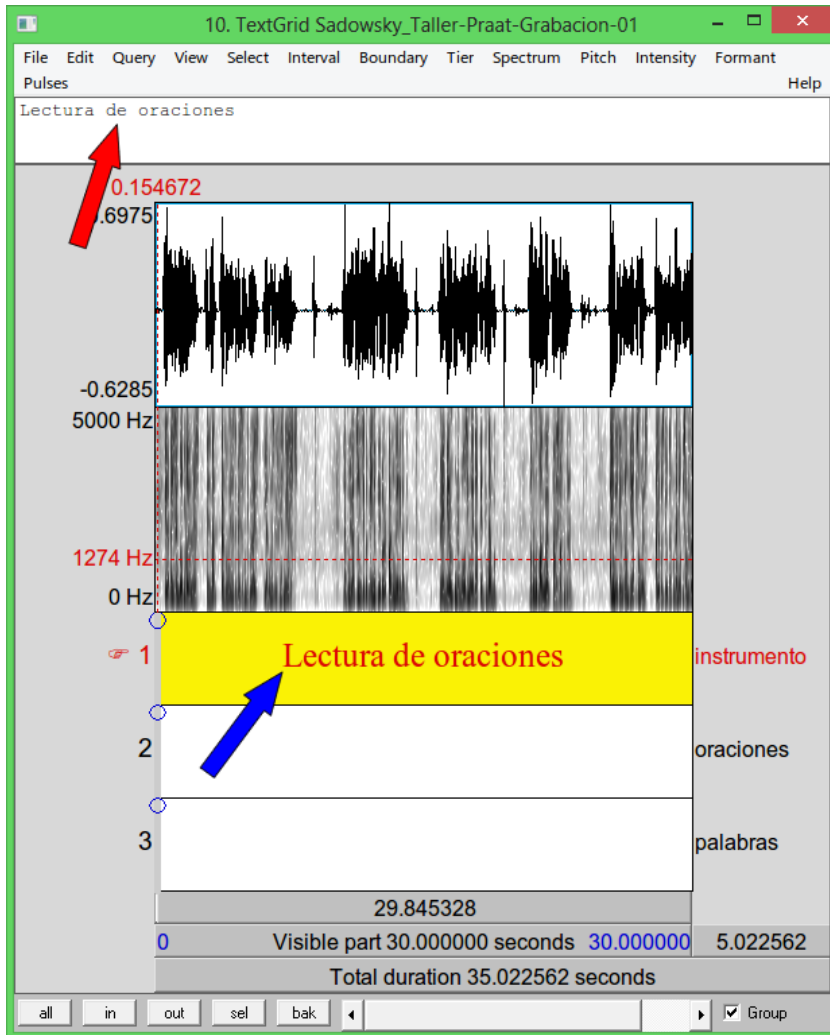 10. TextGrid Sadowsky_Taller-Praat-Grabacion-01
File Edit Query View Select Interval Boundary Tier Spectrum Pitch Intensity Formant
Pulses Help
Lectura de oraciones
0.154672
.6975
-0.6285
5000 Hz
1274 Hz
0 Hz
☞ 1 Lectura de oraciones instrumento
2 oraciones
3 palabras
29.845328
0 Visible part 30.000000 seconds 30.000000 5.022562
Total duration 35.022562 seconds
all in out sel bak Group